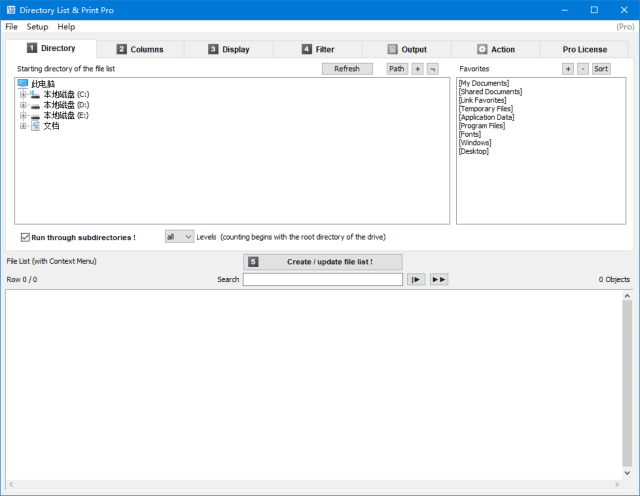 Directory List & Print Pro
File Setup Help (Pro)
1 Directory 2 Columns 3 Display 4 Filter Output Action Pro License
Starting directory of the file list Refresh Path + ¬ Favorites + - Sort
此电脑
本地磁盘 (C:)
本地磁盘 (D:)
本地磁盘 (E:)
文档
[My Documents]
[Shared Documents]
[Link Favorites]
[Temporary Files]
[Application Data]
[Program Files]
[Fonts]
[Windows]
[Desktop]
Run through subdirectories ! all Levels (counting begins with the root directory of the drive)
File List (with Context Menu) 5 Create / update file list !
Row 0 / 0 Search 0 Objects